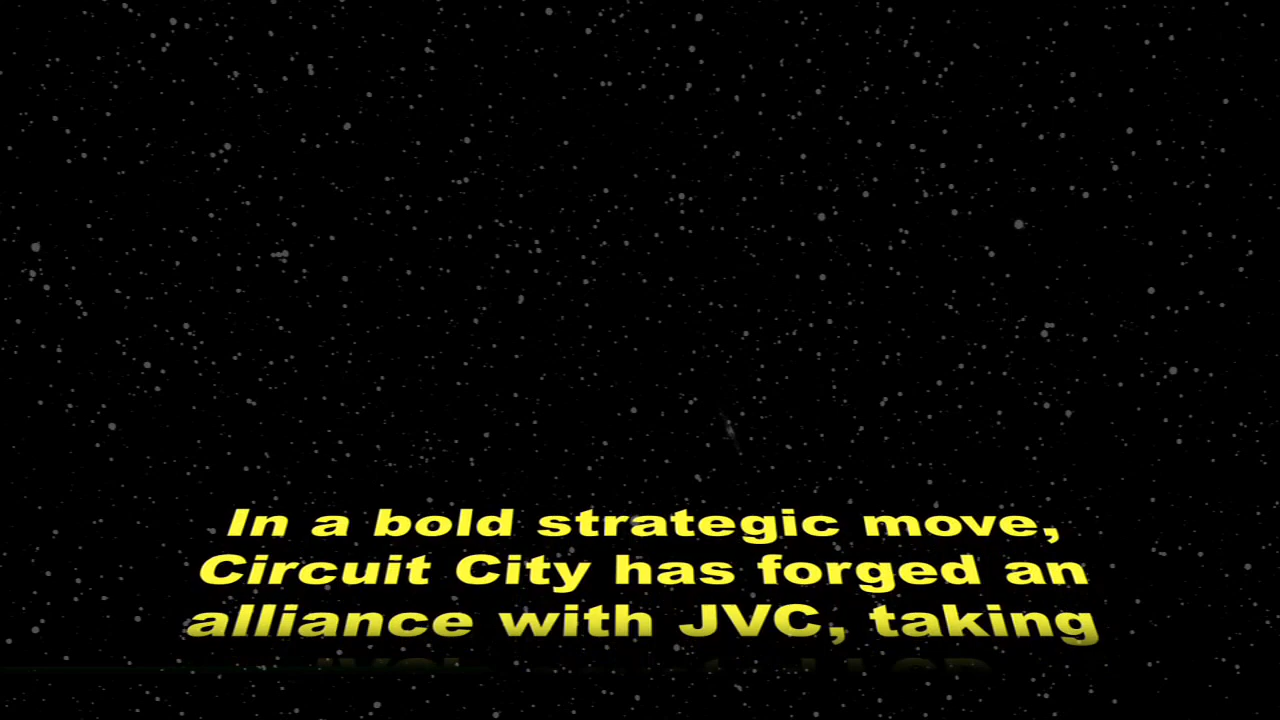 In a bold strategic move,
Circuit City has forged an
alliance with JVC, taking